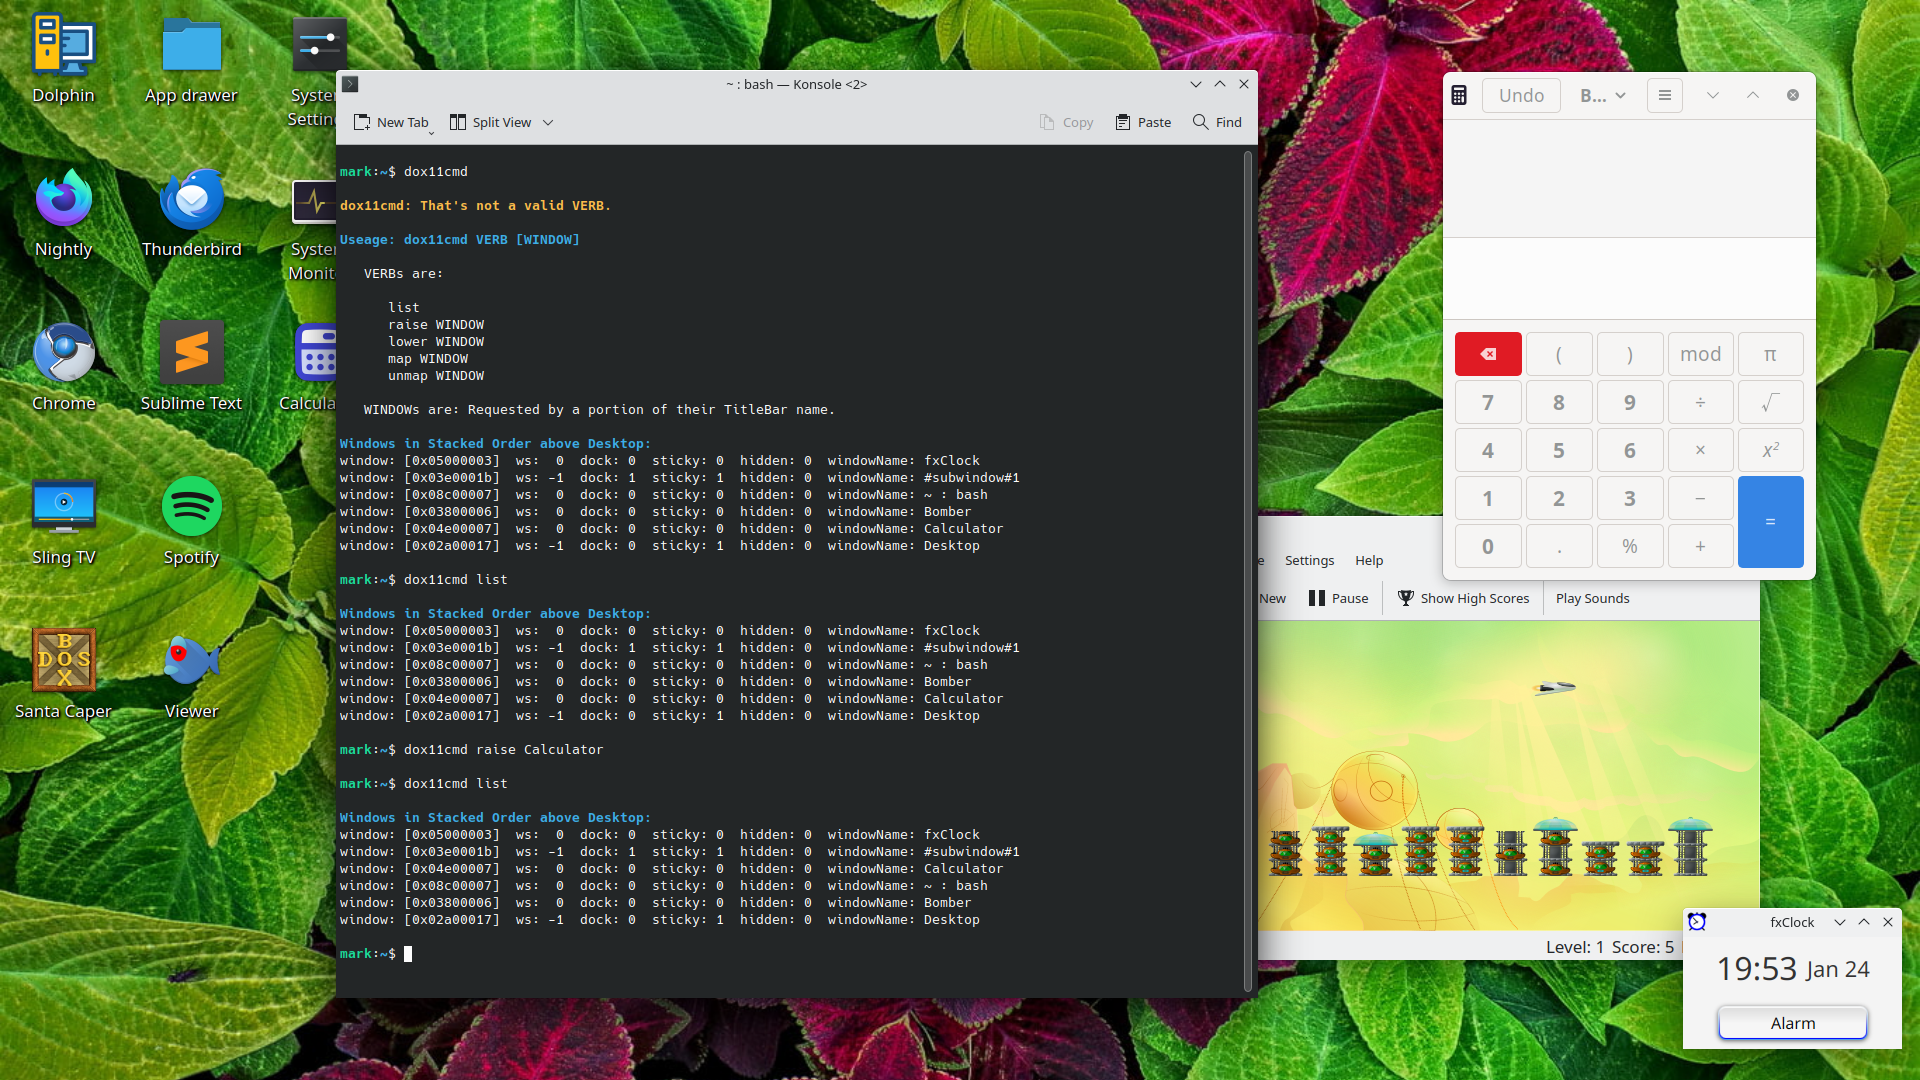 Dolphin
App drawer
Syste
Setting
Nightly
Thunderbird
Syste
Monit
Chrome
Sublime Text
Calcula
Sling TV
Spotify
BOX
DOS
Santa Caper
Viewer
~ : bash — Konsole <2>
New Tab
Split View
Copy
Paste
Find
mark:~$ dox11cmd
dox11cmd: That's not a valid VERB.
Useage: dox11cmd VERB [WINDOW]
VERBs are:
list
raise WINDOW
lower WINDOW
map WINDOW
unmap WINDOW
WINDOWs are: Requested by a portion of their TitleBar name.
Windows in Stacked Order above Desktop:
window: [0x05000003]  ws:  0  dock: 0  sticky: 0  hidden: 0  windowName: fxClock
window: [0x03e0001b]  ws: -1  dock: 1  sticky: 1  hidden: 0  windowName: #subwindow#1
window: [0x08c00007]  ws:  0  dock: 0  sticky: 0  hidden: 0  windowName: ~ : bash
window: [0x03800006]  ws:  0  dock: 0  sticky: 0  hidden: 0  windowName: Bomber
window: [0x04e00007]  ws:  0  dock: 0  sticky: 0  hidden: 0  windowName: Calculator
window: [0x02a00017]  ws: -1  dock: 0  sticky: 1  hidden: 0  windowName: Desktop
mark:~$ dox11cmd list
Windows in Stacked Order above Desktop:
window: [0x05000003]  ws:  0  dock: 0  sticky: 0  hidden: 0  windowName: fxClock
window: [0x03e0001b]  ws: -1  dock: 1  sticky: 1  hidden: 0  windowName: #subwindow#1
window: [0x08c00007]  ws:  0  dock: 0  sticky: 0  hidden: 0  windowName: ~ : bash
window: [0x03800006]  ws:  0  dock: 0  sticky: 0  hidden: 0  windowName: Bomber
window: [0x04e00007]  ws:  0  dock: 0  sticky: 0  hidden: 0  windowName: Calculator
window: [0x02a00017]  ws: -1  dock: 0  sticky: 1  hidden: 0  windowName: Desktop
mark:~$ dox11cmd raise Calculator
mark:~$ dox11cmd list
Windows in Stacked Order above Desktop:
window: [0x05000003]  ws:  0  dock: 0  sticky: 0  hidden: 0  windowName: fxClock
window: [0x03e0001b]  ws: -1  dock: 1  sticky: 1  hidden: 0  windowName: #subwindow#1
window: [0x04e00007]  ws:  0  dock: 0  sticky: 0  hidden: 0  windowName: Calculator
window: [0x08c00007]  ws:  0  dock: 0  sticky: 0  hidden: 0  windowName: ~ : bash
window: [0x03800006]  ws:  0  dock: 0  sticky: 0  hidden: 0  windowName: Bomber
window: [0x02a00017]  ws: -1  dock: 0  sticky: 1  hidden: 0  windowName: Desktop
mark:~$
Undo
B...
( ) mod π
7 8 9 ÷ √
4 5 6 × x²
1 2 3 −
=
0 . % +
e Settings Help
New Pause Show High Scores Play Sounds
Level: 1 Score: 5
fxClock
19:53 Jan 24
Alarm